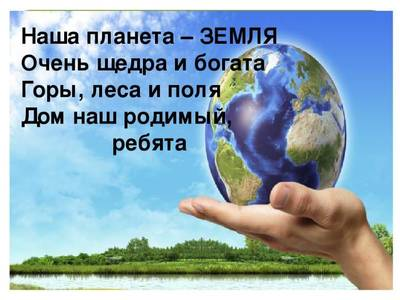 Наша планета – ЗЕМЛЯ
Очень щедра и богата
Горы, леса и поля
Дом наш родимый,
ребята